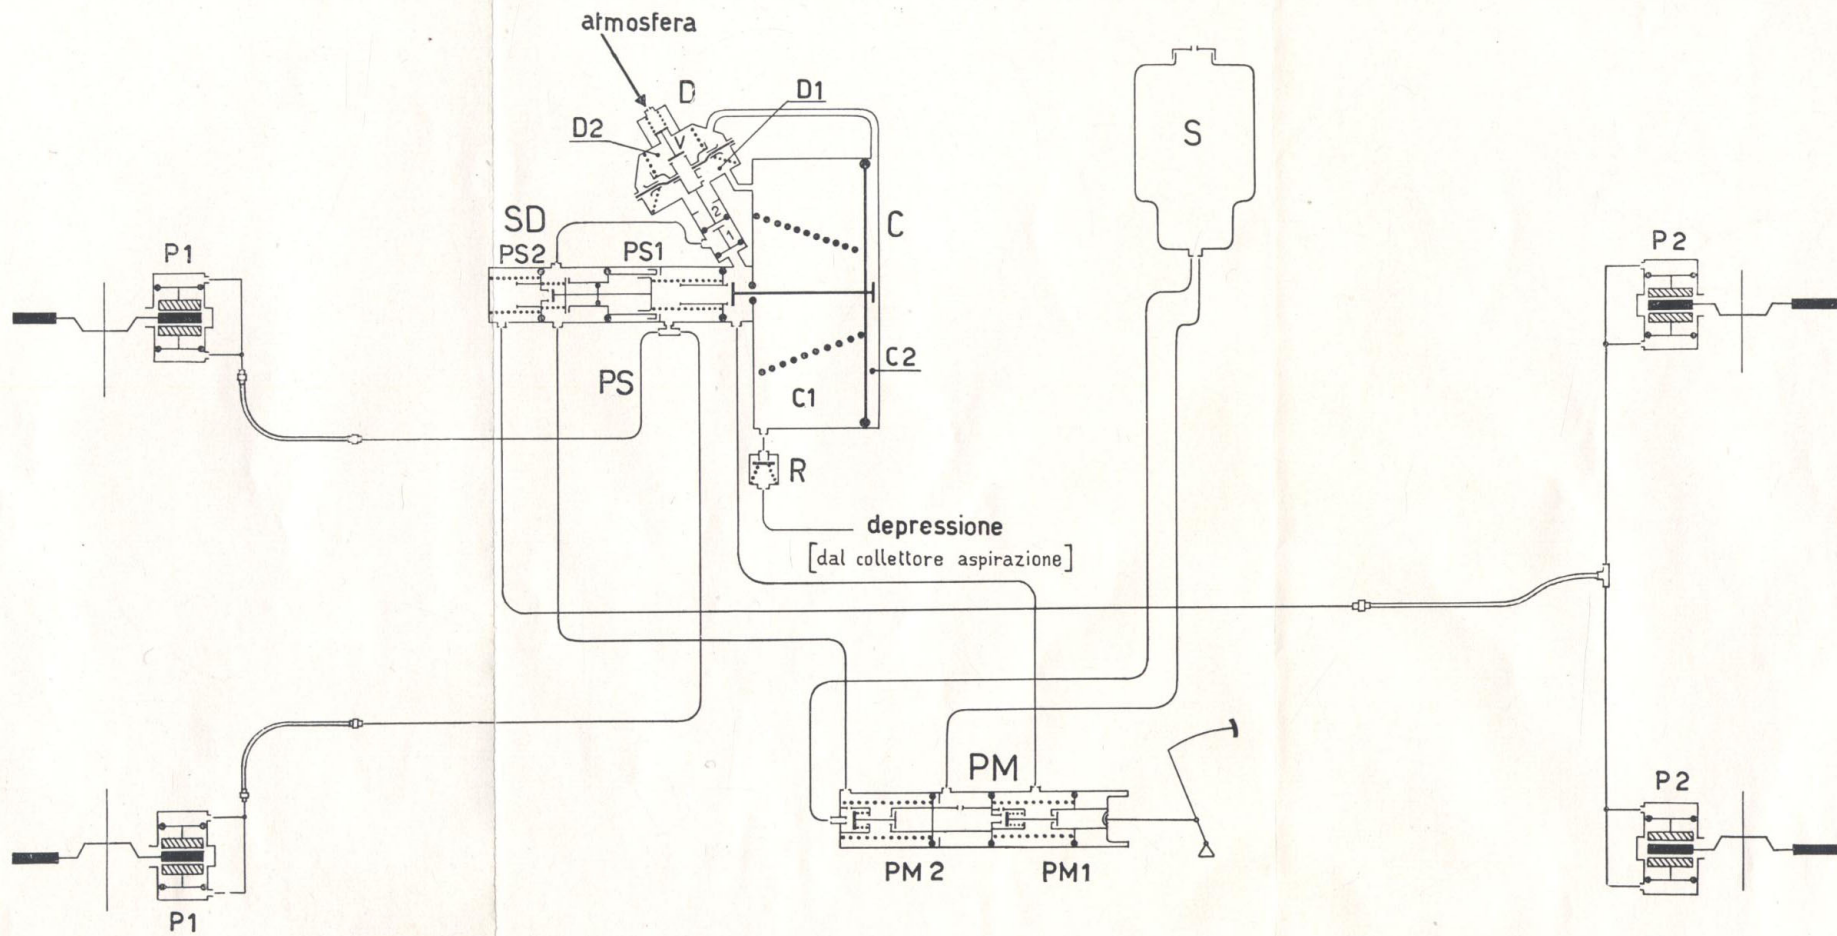 atmosfera
D
D1
D2
V
2
1
S
SD
PS2
PS1
C
P1
P2
C2
C1
PS
R
depressione
[dal collettore aspirazione]
PM
P2
PM2
PM1
P1